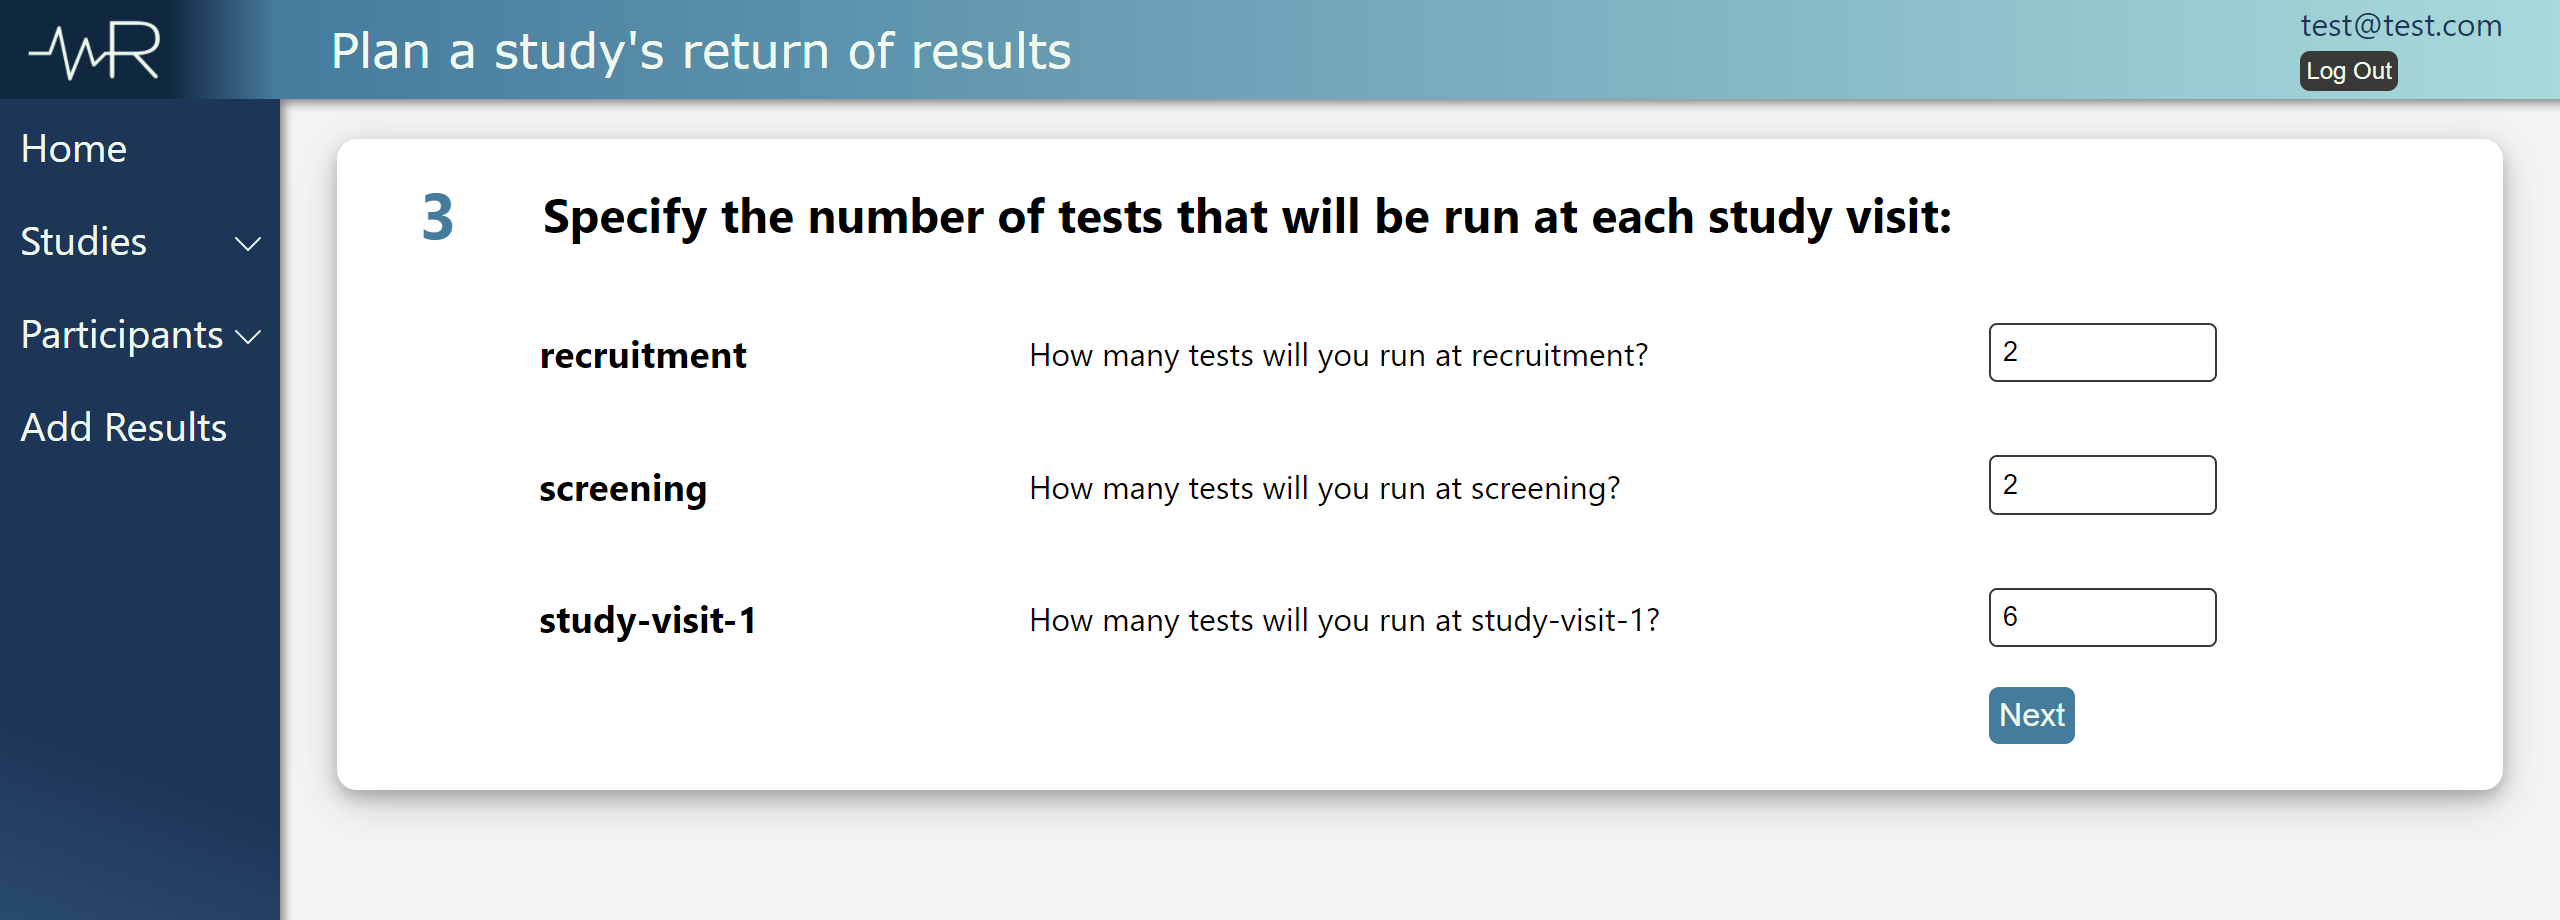 R
Plan a study's return of results
test@test.com
Log Out
Home
Studies
Participants
Add Results
3 Specify the number of tests that will be run at each study visit:
recruitment How many tests will you run at recruitment? 2
screening How many tests will you run at screening? 2
study-visit-1 How many tests will you run at study-visit-1? 6
Next